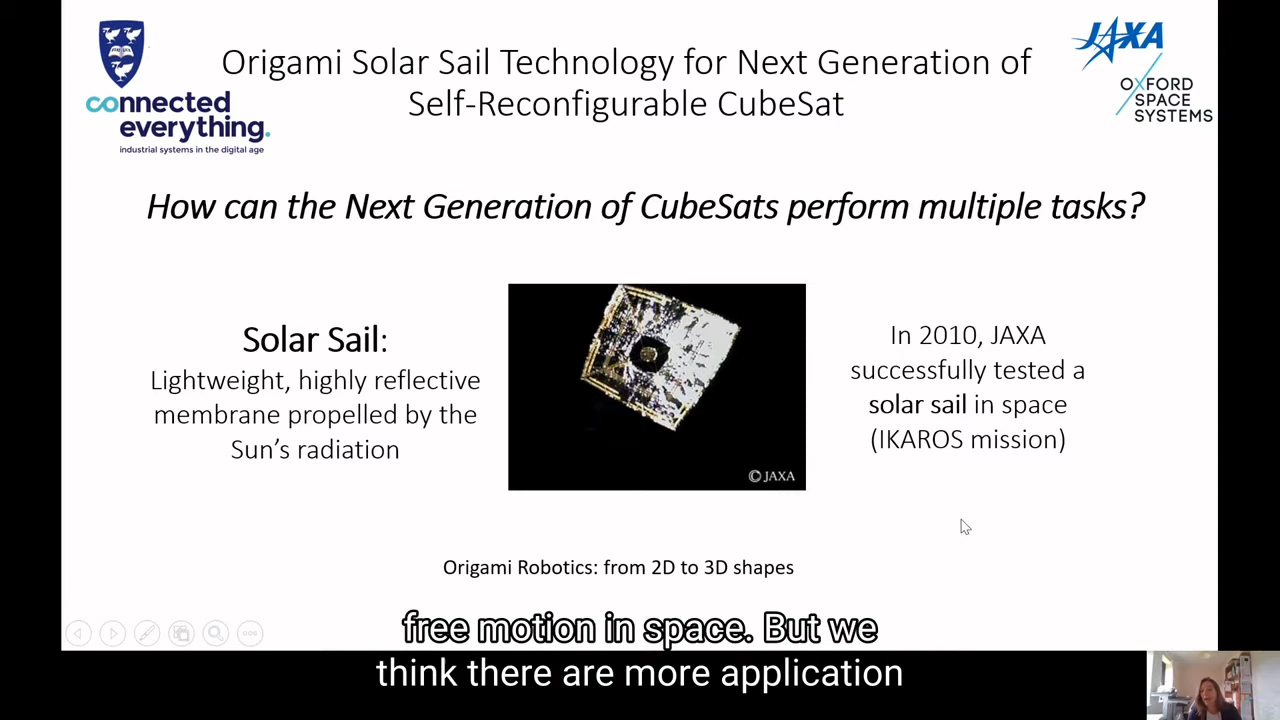 Origami Solar Sail Technology for Next Generation of
Self-Reconfigurable CubeSat
connected
everything.
industrial systems in the digital age
JAXA
OXFORD
SPACE
SYSTEMS
How can the Next Generation of CubeSats perform multiple tasks?
Solar Sail:
Lightweight, highly reflective
membrane propelled by the
Sun's radiation
© JAXA
In 2010, JAXA
successfully tested a
solar sail in space
(IKAROS mission)
Origami Robotics: from 2D to 3D shapes
free motion in space. But we
think there are more application